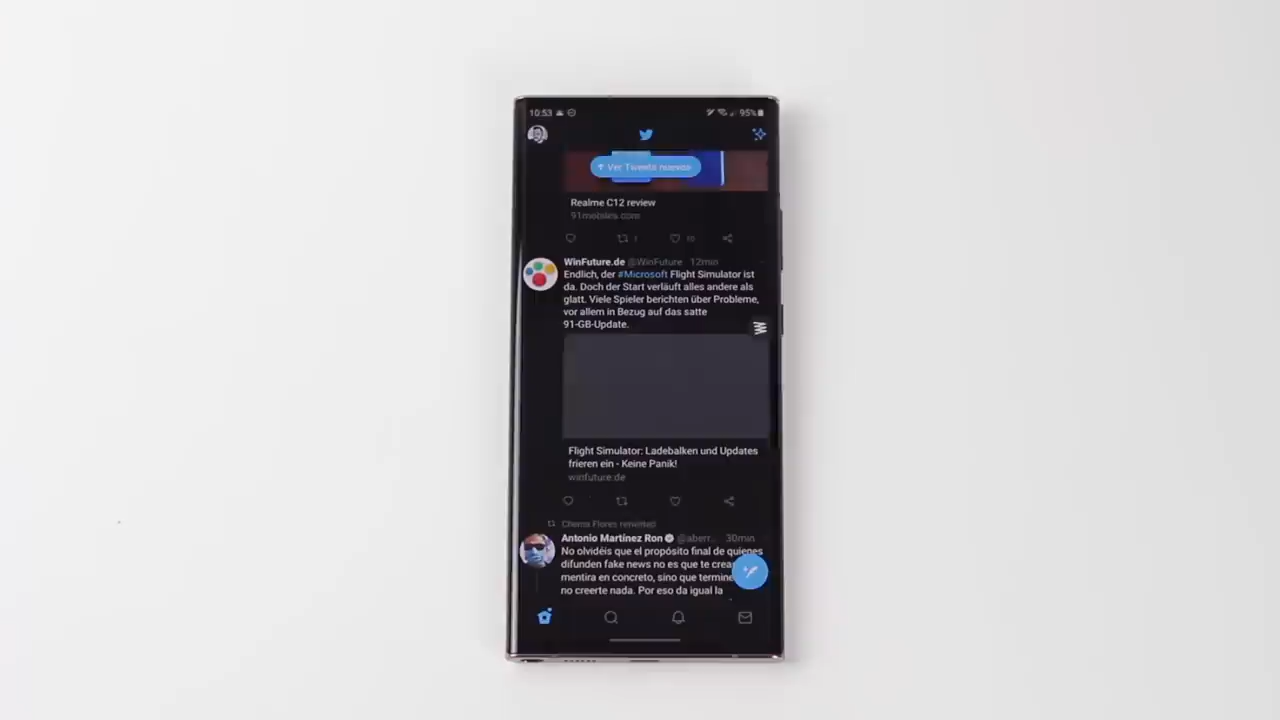 10:53
95%
Ver Tweets nuevos
Realme C12 review
91mobiles.com
1
10
WinFuture.de @WinFuture 12min
Endlich, der #Microsoft Flight Simulator ist
da. Doch der Start verläuft alles andere als
glatt. Viele Spieler berichten über Probleme,
vor allem in Bezug auf das satte
91-GB-Update.
Flight Simulator: Ladebalken und Updates
frieren ein - Keine Panik!
winfuture.de
Chema Flores retwitteó
Antonio Martínez Ron @aberr... 30min
No olvidéis que el propósito final de quienes
difunden fake news no es que te creas
mentira en concreto, sino que termine
no creerte nada. Por eso da igual la